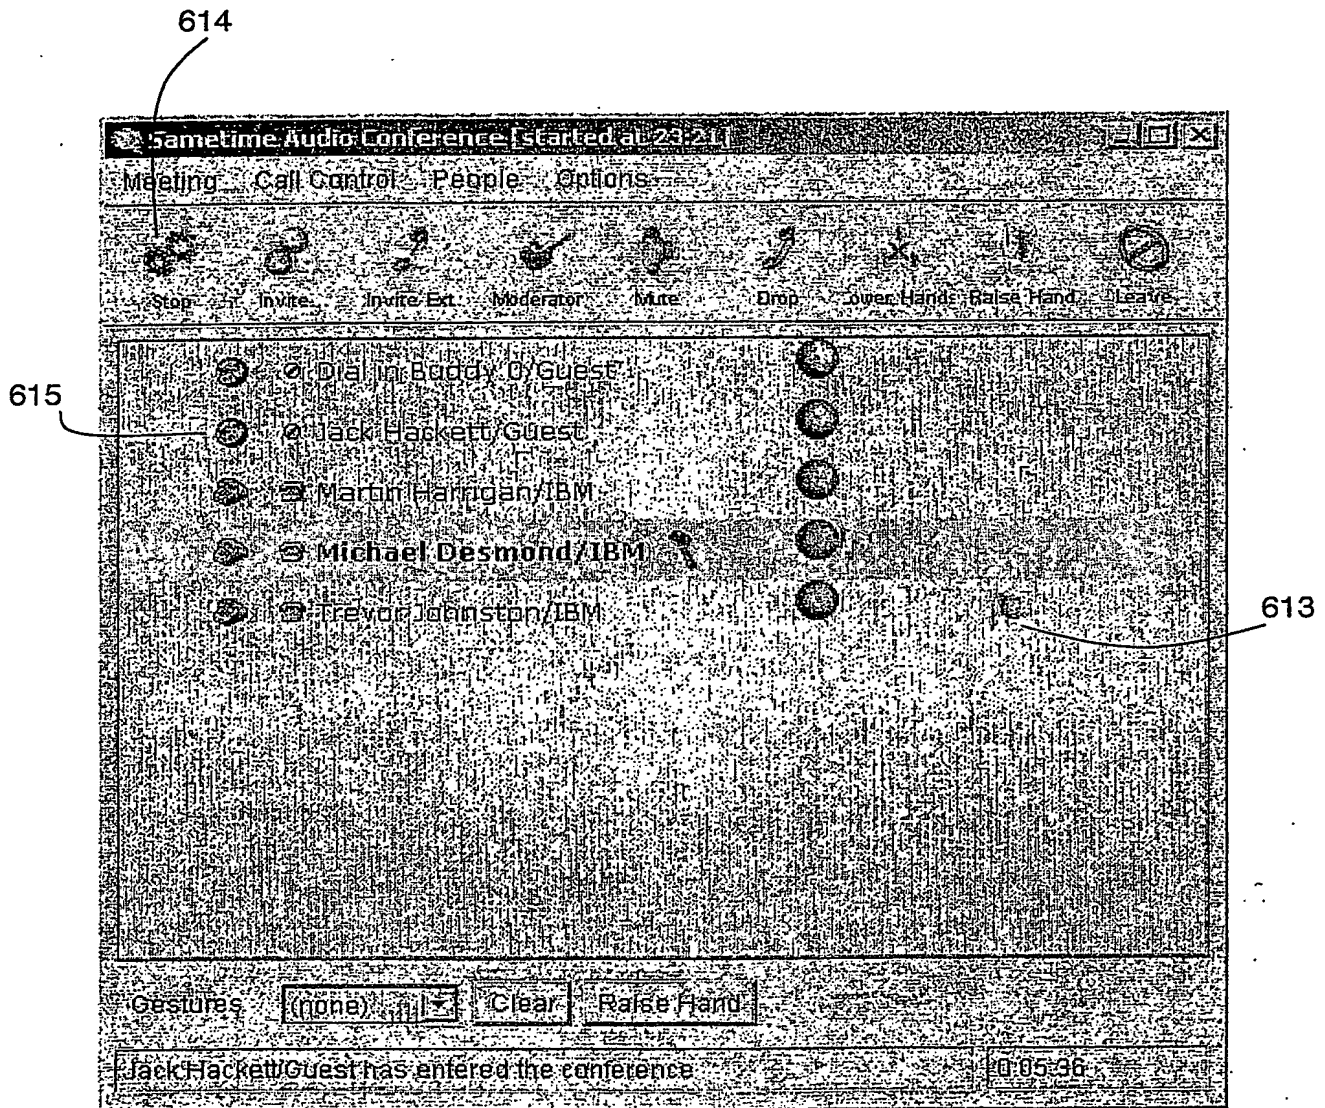 614
Sametime Audio Conference [started at 23:21]
Meeting Call Control People Options
Stop Invite Invite Ext Moderator Mute Drop ower Hand Raise Hand Leave
Dial in Buddy 0/Guest
615
Jack Hackett/Guest
Martin Harrigan/IBM
Michael Desmond/IBM
Trevor Johnston/IBM
613
Gestures (none) Clear Raise Hand
Jack Hackett/Guest has entered the conference 0:05:36